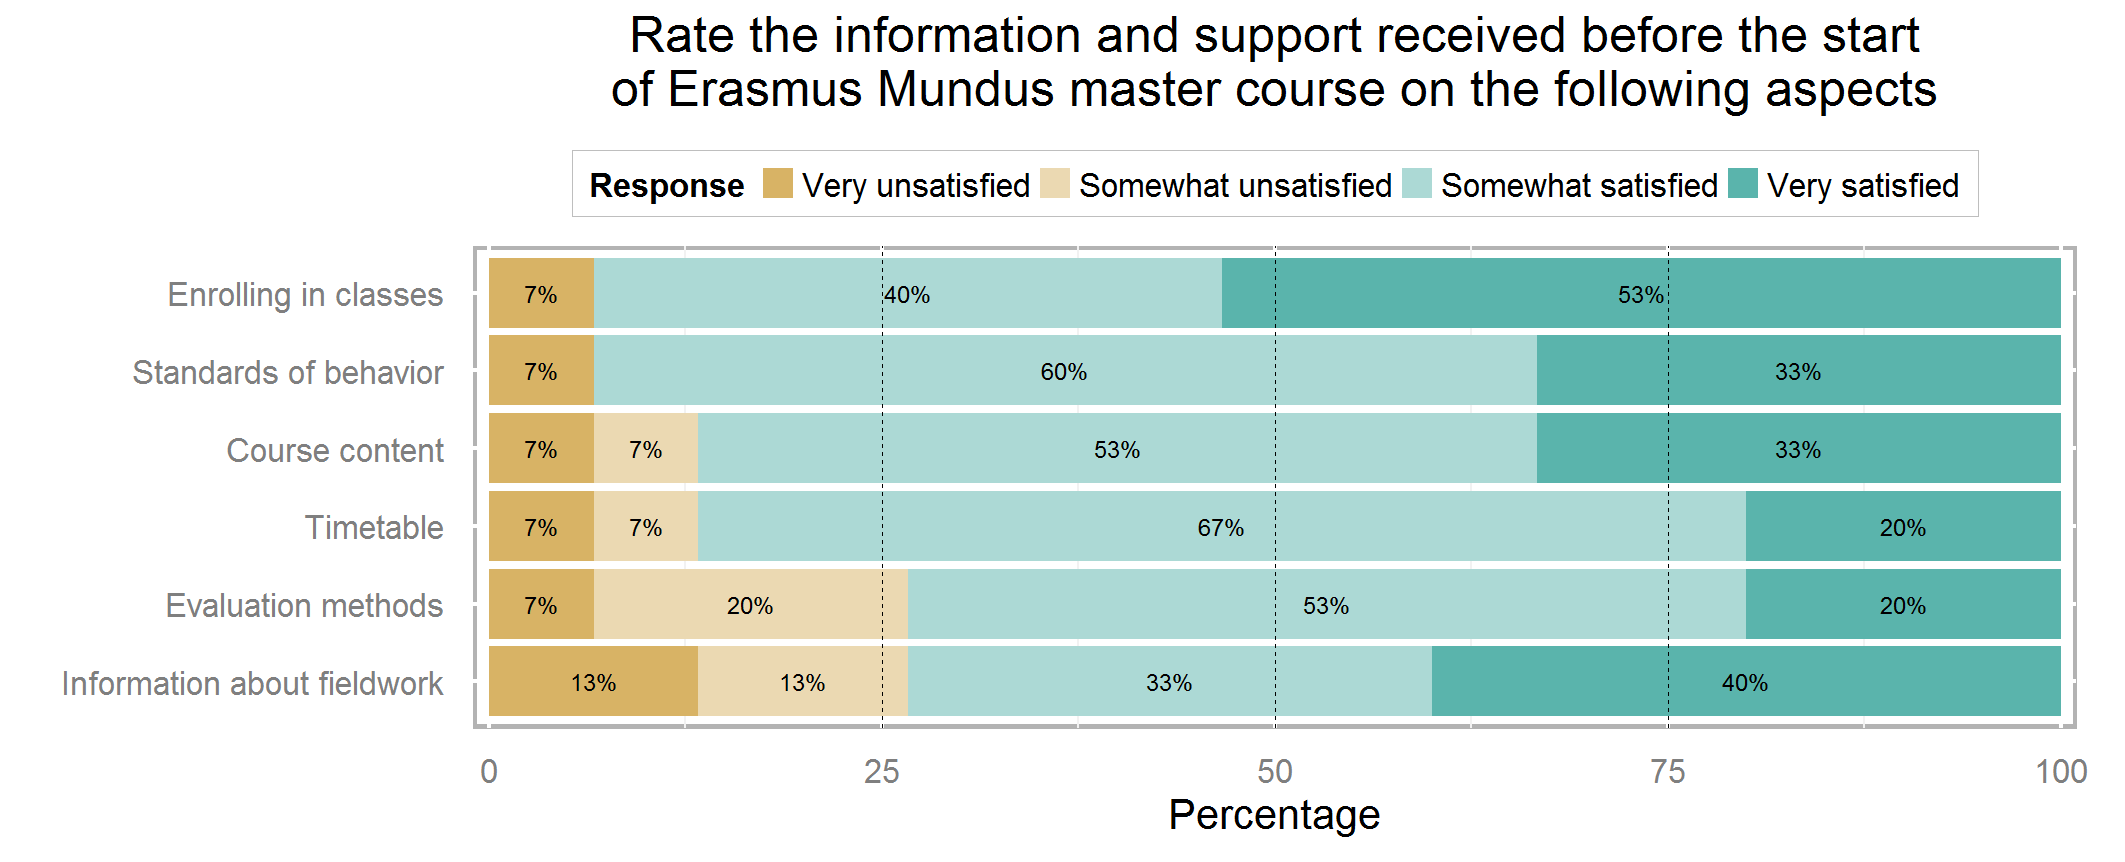 Rate the information and support received before the start
of Erasmus Mundus master course on the following aspects
Response Very unsatisfied Somewhat unsatisfied Somewhat satisfied Very satisfied
Enrolling in classes 7% 40% 53%
Standards of behavior 7% 60% 33%
Course content 7% 7% 53% 33%
Timetable 7% 7% 67% 20%
Evaluation methods 7% 20% 53% 20%
Information about fieldwork 13% 13% 33% 40%
0 25 50 75 100
Percentage